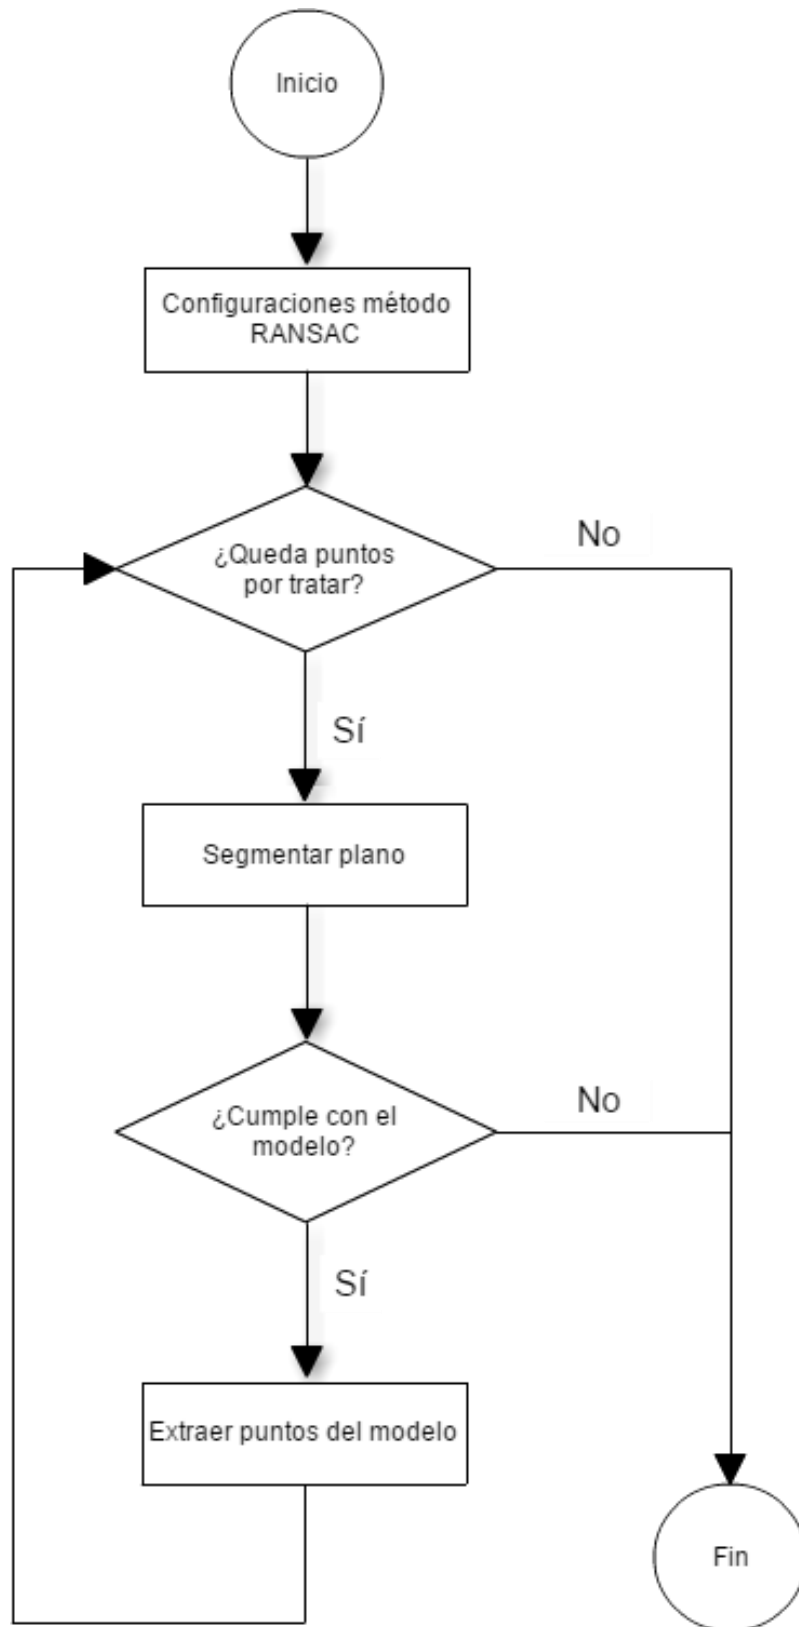 Inicio
Configuraciones método
RANSAC
¿Queda puntos
por tratar?
No
Sí
Segmentar plano
¿Cumple con el
modelo?
No
Sí
Extraer puntos del modelo
Fin